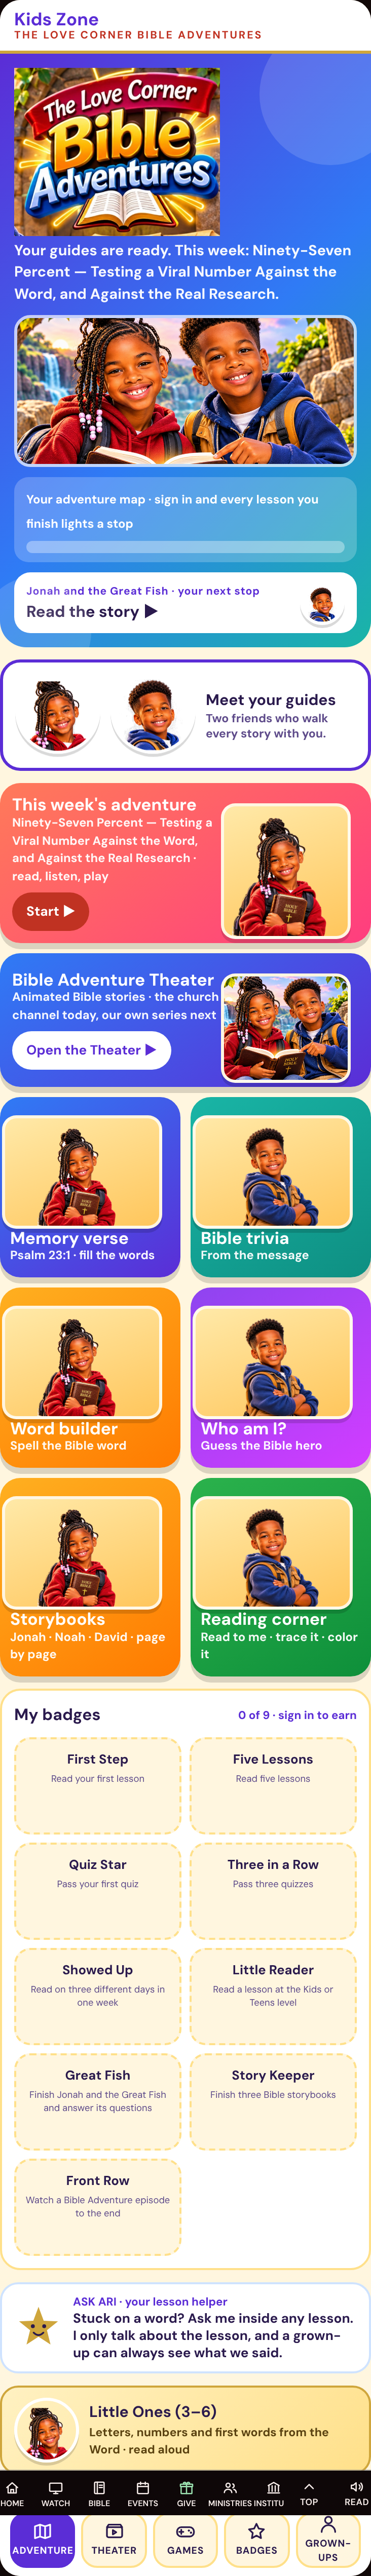 Kids Zone
THE LOVE CORNER BIBLE ADVENTURES
The Love Corner
Bible
Adventures
Your guides are ready. This week: Ninety-Seven
Percent — Testing a Viral Number Against the
Word, and Against the Real Research.
Your adventure map · sign in and every lesson you
finish lights a stop
Jonah and the Great Fish · your next stop
Read the story ▶
Meet your guides
Two friends who walk
every story with you.
This week's adventure
Ninety-Seven Percent — Testing a
Viral Number Against the Word,
and Against the Real Research ·
read, listen, play
Start ▶
HOLY
BIBLE
Bible Adventure Theater
Animated Bible stories · the church
channel today, our own series next
Open the Theater ▶
Memory verse
Psalm 23:1 · fill the words
Bible trivia
From the message
Word builder
Spell the Bible word
Who am I?
Guess the Bible hero
Storybooks
Jonah · Noah · David · page
by page
Reading corner
Read to me · trace it · color
it
My badges
0 of 9 · sign in to earn
First Step
Read your first lesson
Five Lessons
Read five lessons
Quiz Star
Pass your first quiz
Three in a Row
Pass three quizzes
Showed Up
Read on three different days in
one week
Little Reader
Read a lesson at the Kids or
Teens level
Great Fish
Finish Jonah and the Great Fish
and answer its questions
Story Keeper
Finish three Bible storybooks
Front Row
Watch a Bible Adventure episode
to the end
ASK ARI · your lesson helper
Stuck on a word? Ask me inside any lesson.
I only talk about the lesson, and a grown-
up can always see what we said.
Little Ones (3–6)
Letters, numbers and first words from the
Word · read aloud
HOME WATCH BIBLE EVENTS GIVE MINISTRIES INSTITU TOP READ
ADVENTURE THEATER GAMES BADGES GROWN-
UPS